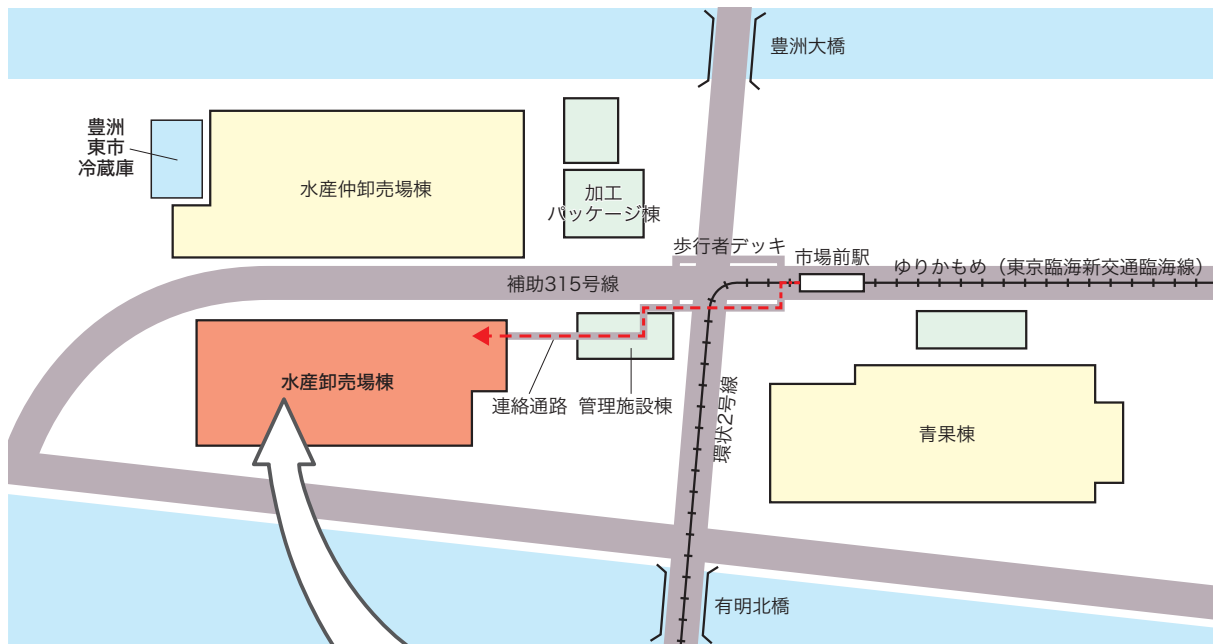 豊洲大橋
豊洲
東市
冷蔵庫
水産仲卸売場棟
加工
パッケージ棟
歩行者デッキ
市場前駅
ゆりかもめ（東京臨海新交通臨海線）
補助315号線
水産卸売場棟
連絡通路
管理施設棟
環状2号線
青果棟
有明北橋